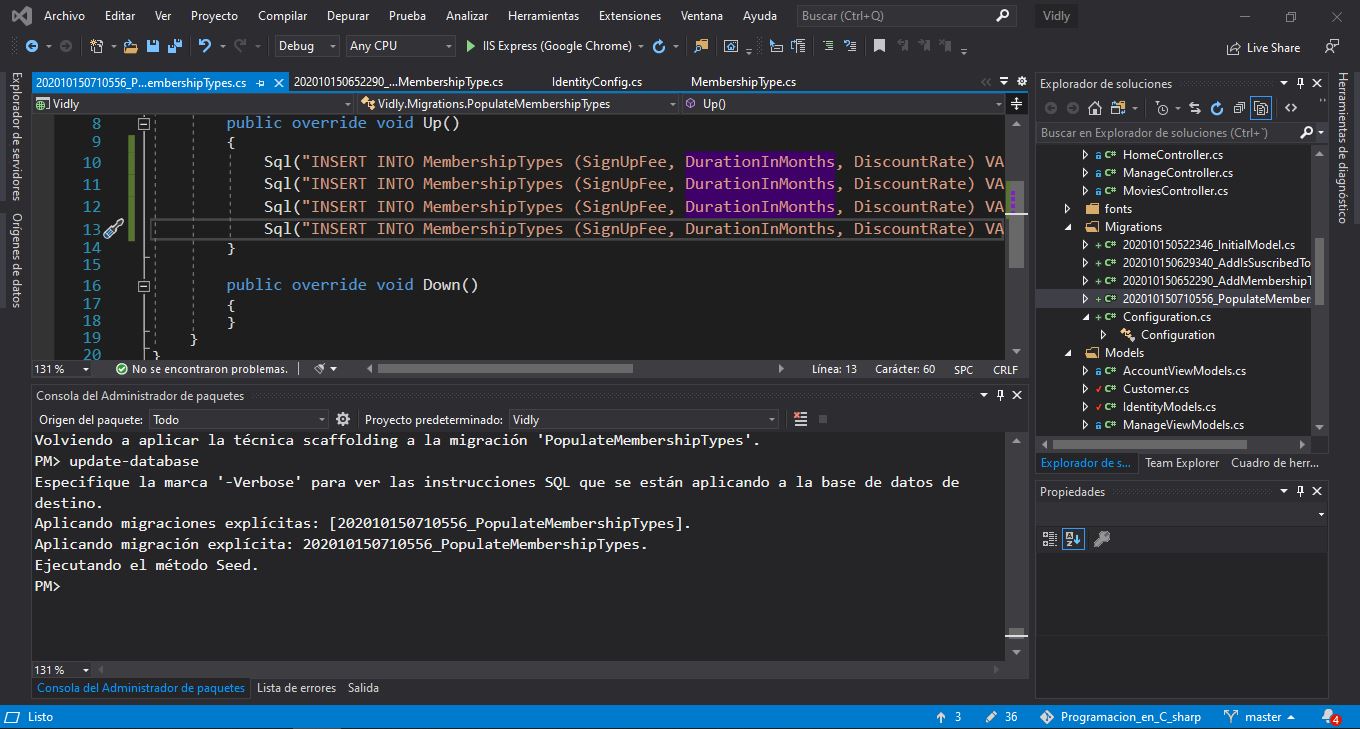 Archivo Editar Ver Proyecto Compilar Depurar Prueba Analizar Herramientas Extensiones Ventana Ayuda Buscar (Ctrl+Q) Vidly
Debug Any CPU IIS Express (Google Chrome) Live Share
Explorador de servidores
Orígenes de datos
202010150710556_P...embershipTypes.cs 202010150652290_...MembershipType.cs IdentityConfig.cs MembershipType.cs
Vidly Vidly.Migrations.PopulateMembershipTypes Up()
8 public override void Up()
9 {
10 Sql("INSERT INTO MembershipTypes (SignUpFee, DurationInMonths, DiscountRate) VA
11 Sql("INSERT INTO MembershipTypes (SignUpFee, DurationInMonths, DiscountRate) VA
12 Sql("INSERT INTO MembershipTypes (SignUpFee, DurationInMonths, DiscountRate) VA
13 Sql("INSERT INTO MembershipTypes (SignUpFee, DurationInMonths, DiscountRate) VA
14 }
15
16 public override void Down()
17 {
18 }
19 }
20 }
131 % No se encontraron problemas. Línea: 13 Carácter: 60 SPC CRLF
Consola del Administrador de paquetes
Origen del paquete: Todo Proyecto predeterminado: Vidly
Volviendo a aplicar la técnica scaffolding a la migración 'PopulateMembershipTypes'.
PM> update-database
Especifique la marca '-Verbose' para ver las instrucciones SQL que se están aplicando a la base de datos de
destino.
Aplicando migraciones explícitas: [202010150710556_PopulateMembershipTypes].
Aplicando migración explícita: 202010150710556_PopulateMembershipTypes.
Ejecutando el método Seed.
PM>
131 %
Consola del Administrador de paquetes Lista de errores Salida
Explorador de soluciones
Buscar en Explorador de soluciones (Ctrl+`)
C# HomeController.cs
C# ManageController.cs
C# MoviesController.cs
fonts
Migrations
+ C# 202010150522346_InitialModel.cs
+ C# 202010150629340_AddIsSuscribedTo
+ C# 202010150652290_AddMembershipT
+ C# 202010150710556_PopulateMember
+ C# Configuration.cs
Configuration
Models
C# AccountViewModels.cs
C# Customer.cs
C# IdentityModels.cs
C# ManageViewModels.cs
Explorador de s... Team Explorer Cuadro de herr...
Propiedades
Herramientas de diagnóstico
Listo 3 36 Programacion_en_C_sharp master 4